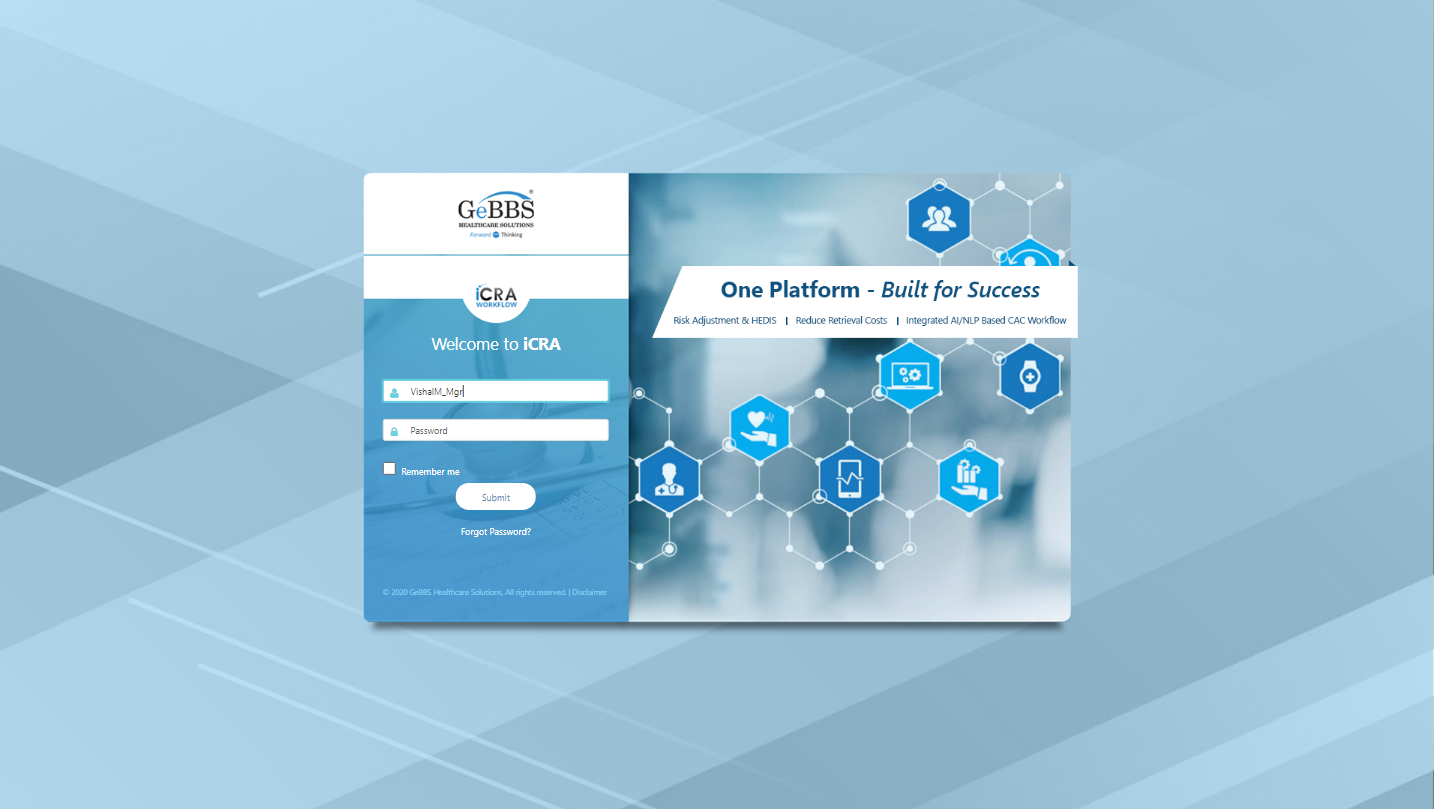 GeBBS ®
HEALTHCARE SOLUTIONS
Forward Thinking
iCRA
WORKFLOW
Welcome to iCRA
VishalM_Mgr
Password
Remember me
Submit
Forgot Password?
© 2020 GeBBS Healthcare Solutions, All rights reserved. | Disclaimer
One Platform - Built for Success
Risk Adjustment & HEDIS | Reduce Retrieval Costs | Integrated AI/NLP Based CAC Workflow